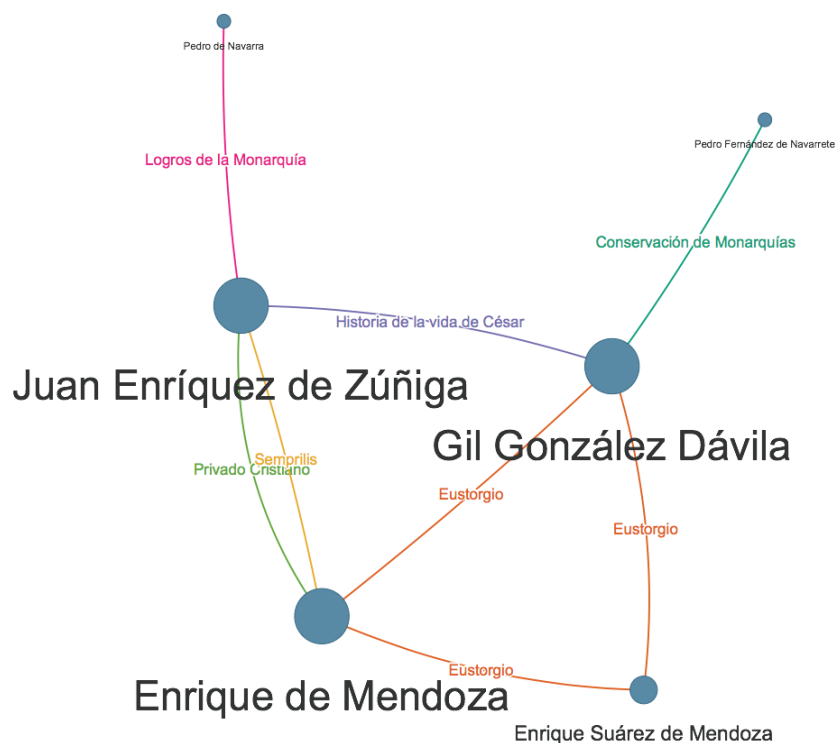 Pedro de Navarra
Pedro Fernández de Navarrete
Logros de la Monarquía
Conservación de Monarquías
Historia de la vida de César
Juan Enríquez de Zúñiga
Gil González Dávila
Semprilis
Privado Cristiano
Eustorgio
Eustorgio
Eustorgio
Enrique de Mendoza
Enrique Suárez de Mendoza